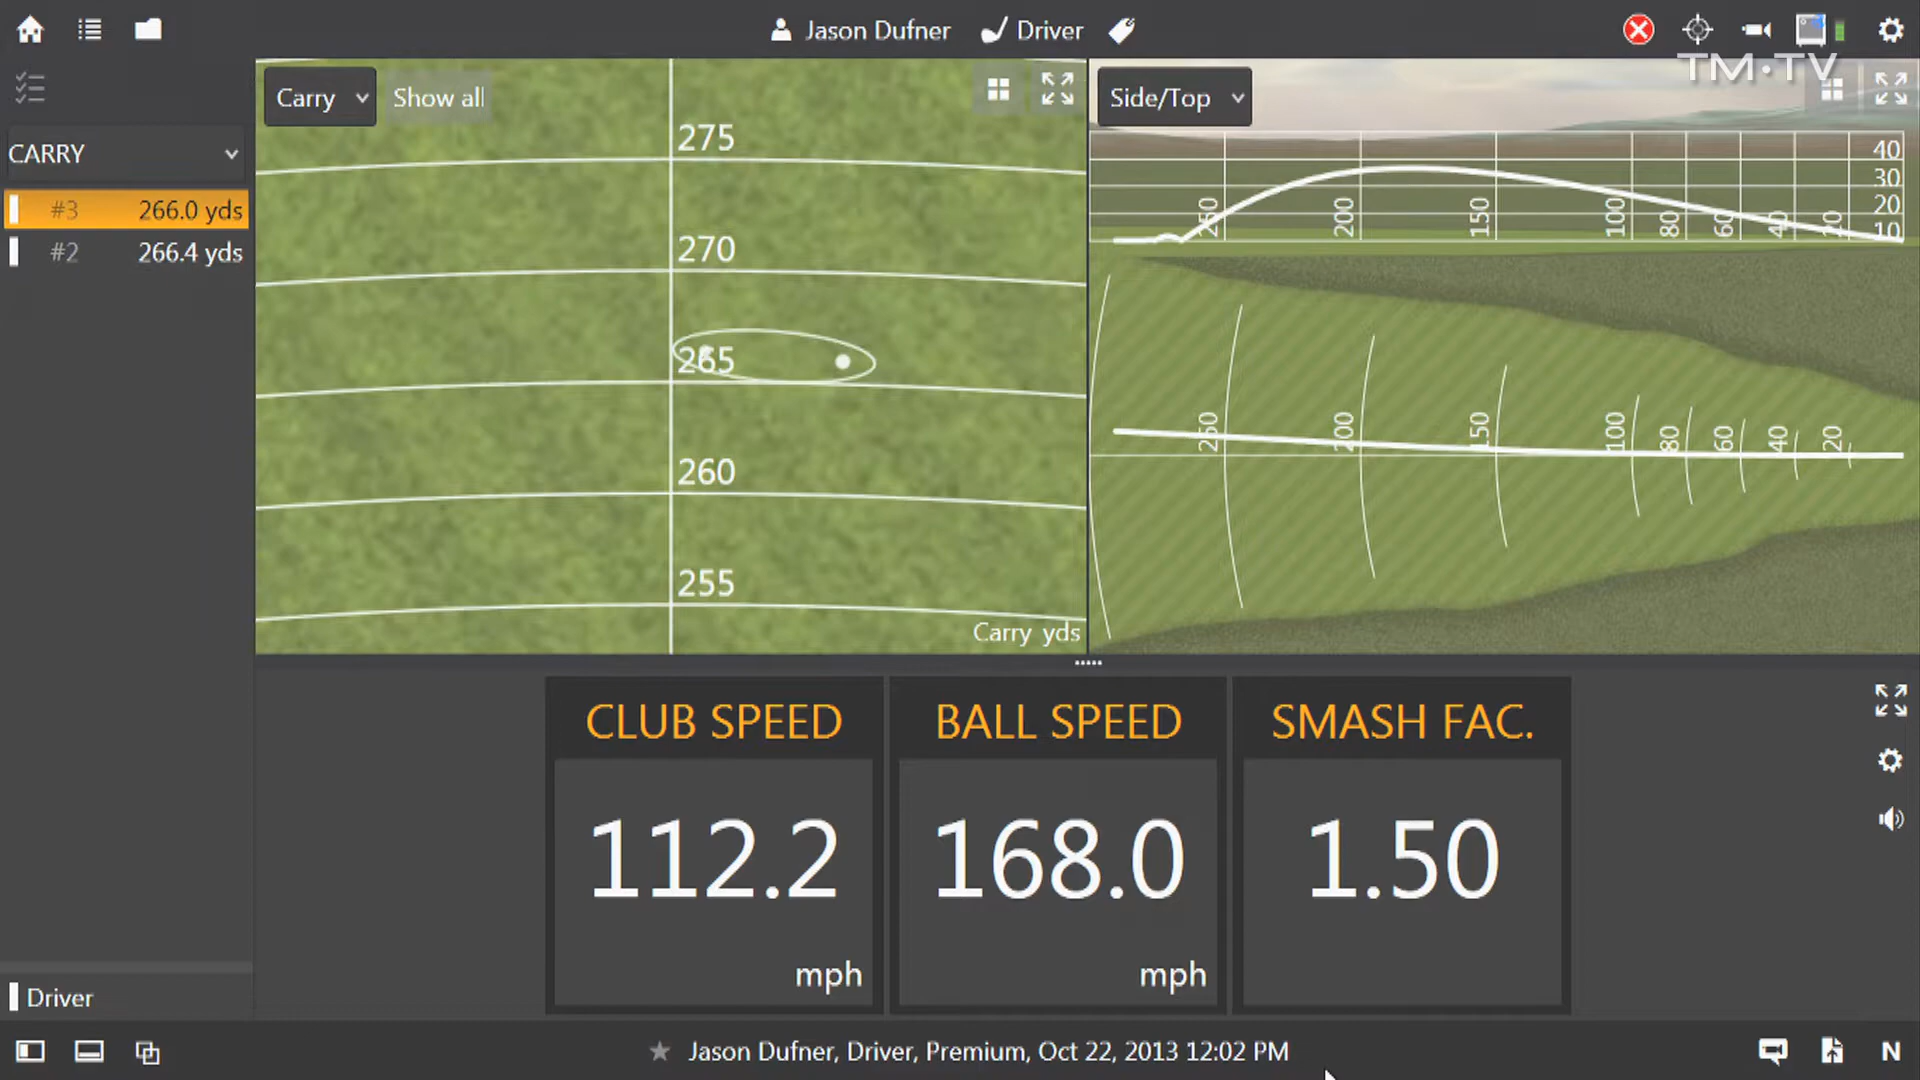 Jason Dufner Driver
TM•TV
Carry Show all
Side/Top
CARRY
#3 266.0 yds
#2 266.4 yds
275
270
265
260
255
Carry yds
40
30
20
10
250 200 150 100 80 60 40 20
250 200 150 100 80 60 40 20
CLUB SPEED
112.2
mph
BALL SPEED
168.0
mph
SMASH FAC.
1.50
Driver
Jason Dufner, Driver, Premium, Oct 22, 2013 12:02 PM
N